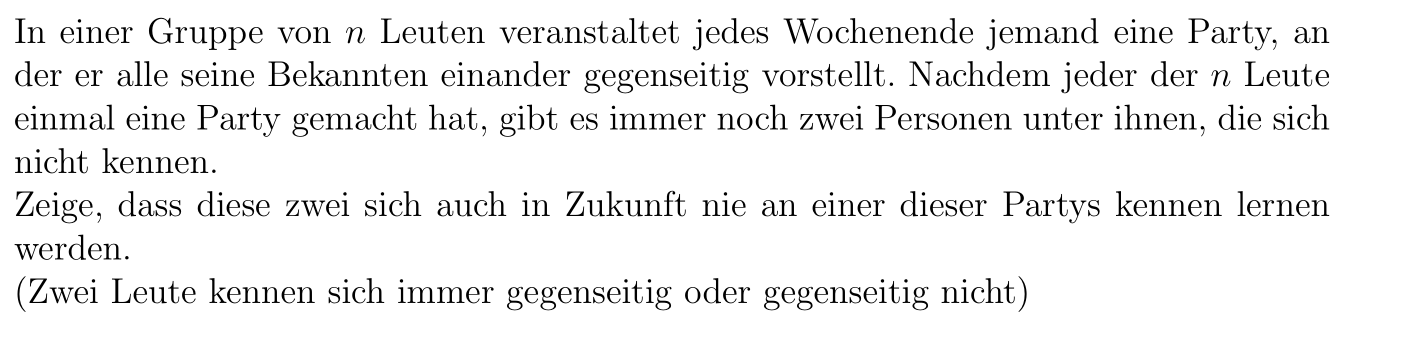 In einer Gruppe von n Leuten veranstaltet jedes Wochenende jemand eine Party, an
der er alle seine Bekannten einander gegenseitig vorstellt. Nachdem jeder der n Leute
einmal eine Party gemacht hat, gibt es immer noch zwei Personen unter ihnen, die sich
nicht kennen.
Zeige, dass diese zwei sich auch in Zukunft nie an einer dieser Partys kennen lernen
werden.
(Zwei Leute kennen sich immer gegenseitig oder gegenseitig nicht)